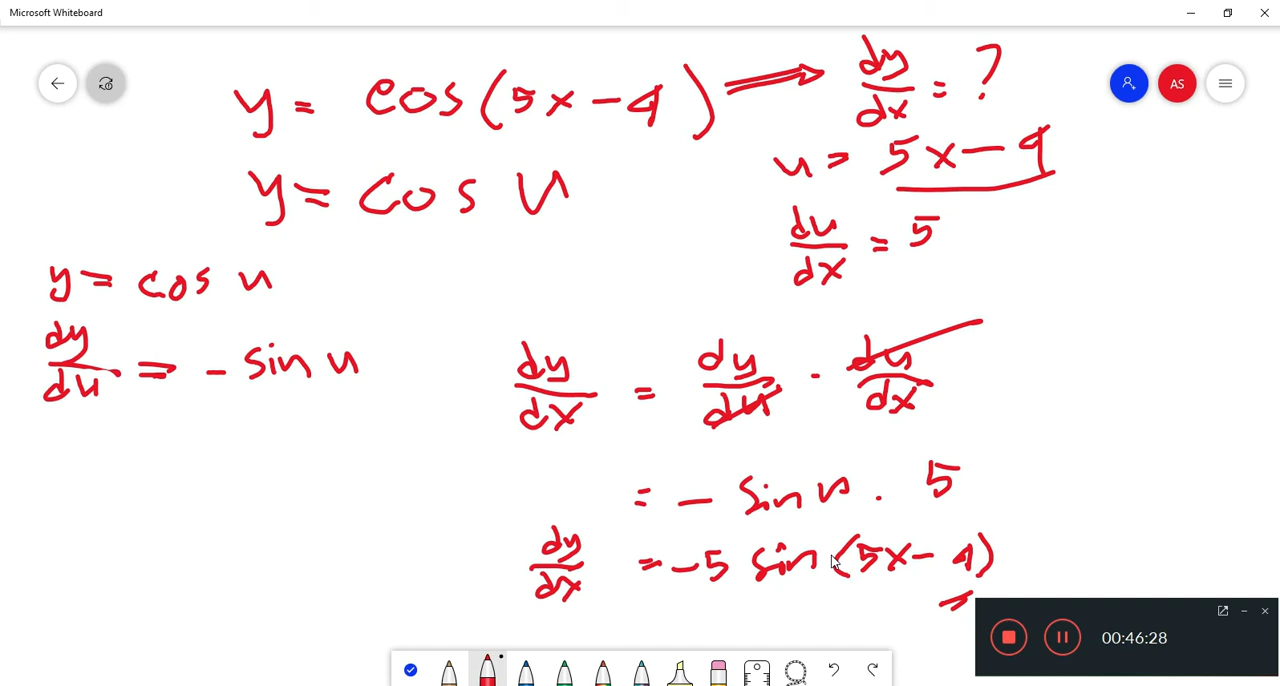 Microsoft Whiteboard
y = cos(5x-4) ⟹ dy/dx = ?
u = 5x-4
y = cos u
du/dx = 5
y = cos u
dy/du = - sin u
dy/dx = dy/du · du/dx
= - sin u . 5
dy/dx = -5 sin(5x-4)
AS
00:46:28